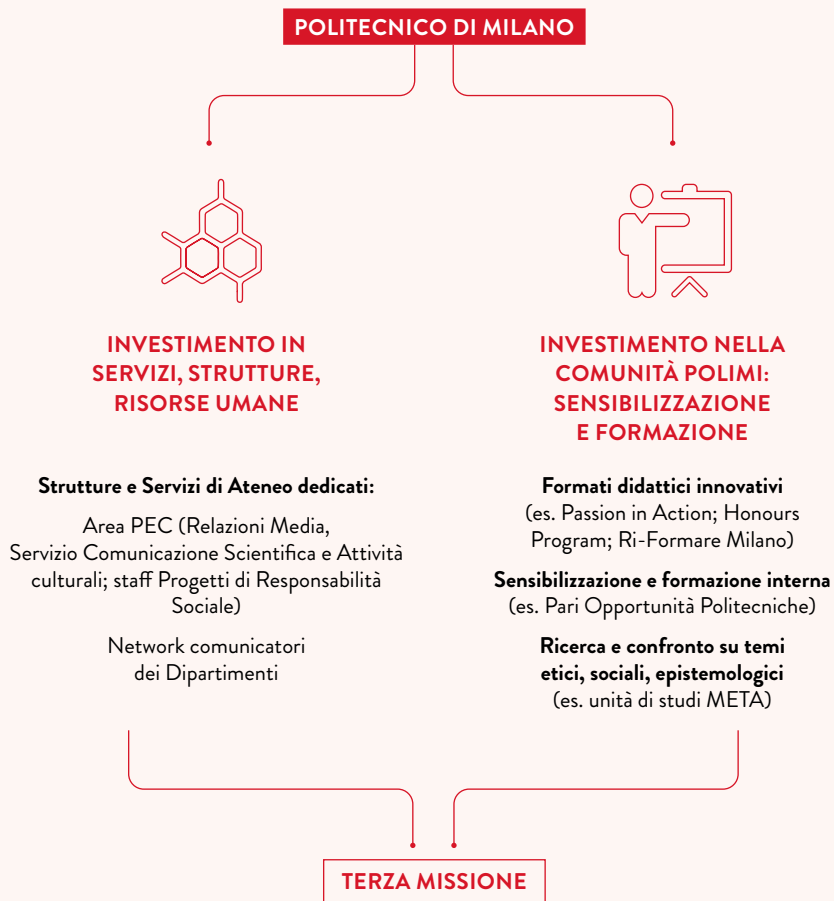 POLITECNICO DI MILANO
INVESTIMENTO IN
SERVIZI, STRUTTURE,
RISORSE UMANE
Strutture e Servizi di Ateneo dedicati:
Area PEC (Relazioni Media,
Servizio Comunicazione Scientifica e Attività
culturali; staff Progetti di Responsabilità
Sociale)
Network comunicatori
dei Dipartimenti
INVESTIMENTO NELLA
COMUNITÀ POLIMI:
SENSIBILIZZAZIONE
E FORMAZIONE
Formati didattici innovativi
(es. Passion in Action; Honours
Program; Ri-Formare Milano)
Sensibilizzazione e formazione interna
(es. Pari Opportunità Politecniche)
Ricerca e confronto su temi
etici, sociali, epistemologici
(es. unità di studi META)
TERZA MISSIONE